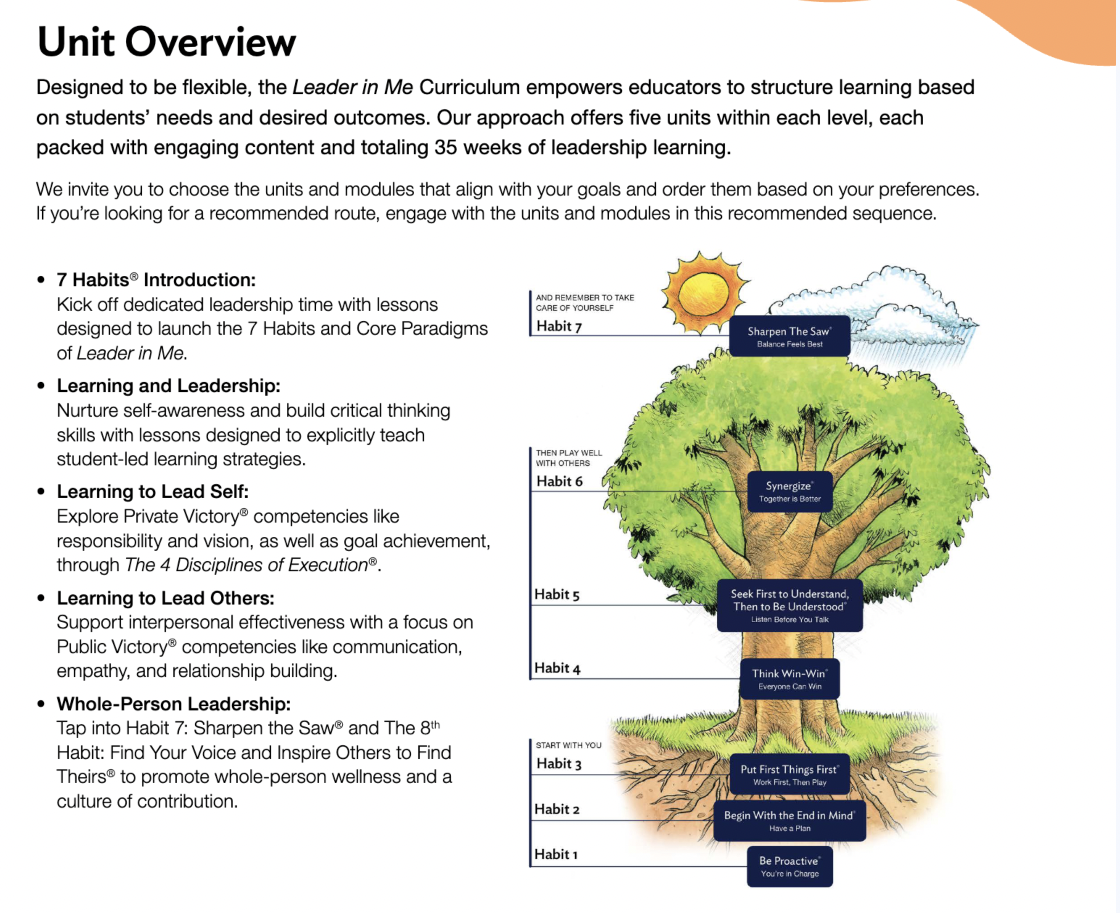 Unit Overview
Designed to be flexible, the Leader in Me Curriculum empowers educators to structure learning based
on students’ needs and desired outcomes. Our approach offers five units within each level, each
packed with engaging content and totaling 35 weeks of leadership learning.
We invite you to choose the units and modules that align with your goals and order them based on your preferences.
If you’re looking for a recommended route, engage with the units and modules in this recommended sequence.
• 7 Habits® Introduction:
Kick off dedicated leadership time with lessons
designed to launch the 7 Habits and Core Paradigms
of Leader in Me.
• Learning and Leadership:
Nurture self-awareness and build critical thinking
skills with lessons designed to explicitly teach
student-led learning strategies.
• Learning to Lead Self:
Explore Private Victory® competencies like
responsibility and vision, as well as goal achievement,
through The 4 Disciplines of Execution®.
• Learning to Lead Others:
Support interpersonal effectiveness with a focus on
Public Victory® competencies like communication,
empathy, and relationship building.
• Whole-Person Leadership:
Tap into Habit 7: Sharpen the Saw® and The 8th
Habit: Find Your Voice and Inspire Others to Find
Theirs® to promote whole-person wellness and a
culture of contribution.
AND REMEMBER TO TAKE
CARE OF YOURSELF
Habit 7
Sharpen The Saw®
Balance Feels Best
THEN PLAY WELL
WITH OTHERS
Habit 6
Synergize®
Together is Better
Habit 5
Seek First to Understand,
Then to Be Understood®
Listen Before You Talk
Habit 4
Think Win-Win®
Everyone Can Win
START WITH YOU
Habit 3
Put First Things First®
Work First, Then Play
Habit 2
Begin With the End in Mind®
Have a Plan
Habit 1
Be Proactive®
You’re in Charge